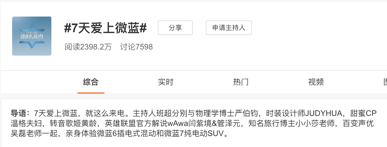 #7天爱上微蓝#
分享
申请主持人
阅读2398.2万 讨论7598
综合
实时
热门
视频
导语：7天爱上微蓝，就这么来电。主持人班超分别与物理学博士严伯钧，时装设计师JUDYHUA，甜蜜CP
温格夫妇，转音歌姬黄龄，英雄联盟官方解说wAwa闫紫境&管泽元，知名旅行博主小小莎老师，百变声优
吴磊老师一起，亲身体验微蓝6插电式混动和微蓝7纯电动SUV。